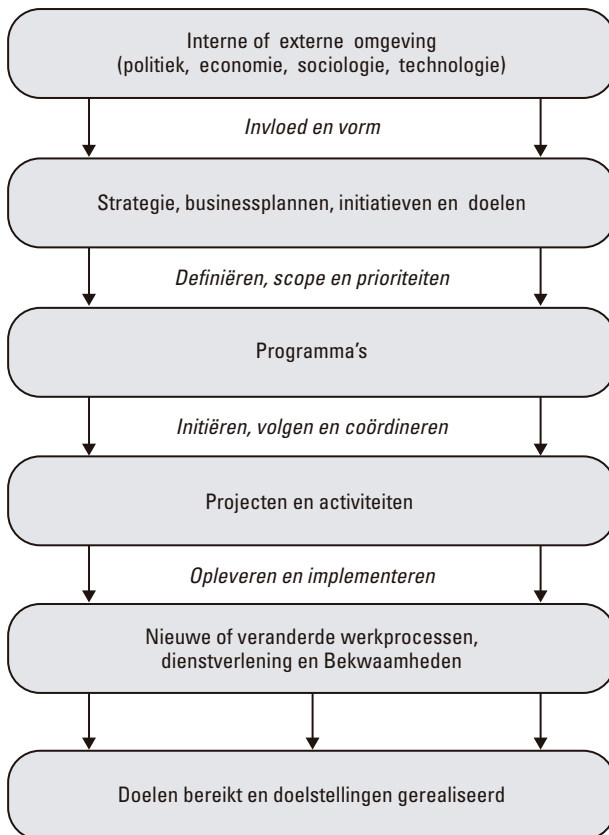 Interne of externe omgeving
(politiek, economie, sociologie, technologie)
Invloed en vorm
Strategie, businessplannen, initiatieven en doelen
Definiëren, scope en prioriteiten
Programma's
Initiëren, volgen en coördineren
Projecten en activiteiten
Opleveren en implementeren
Nieuwe of veranderde werkprocessen,
dienstverlening en Bekwaamheden
Doelen bereikt en doelstellingen gerealiseerd